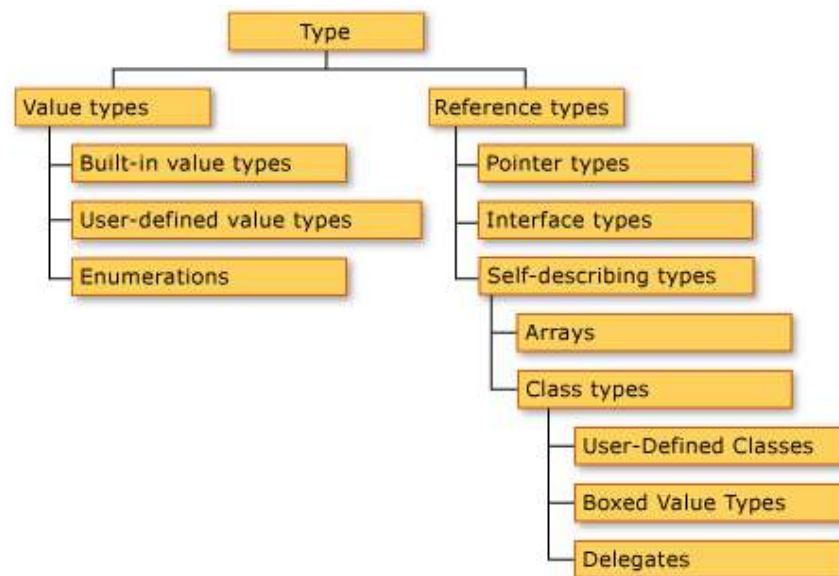 Type
Value types
Built-in value types
User-defined value types
Enumerations
Reference types
Pointer types
Interface types
Self-describing types
Arrays
Class types
User-Defined Classes
Boxed Value Types
Delegates